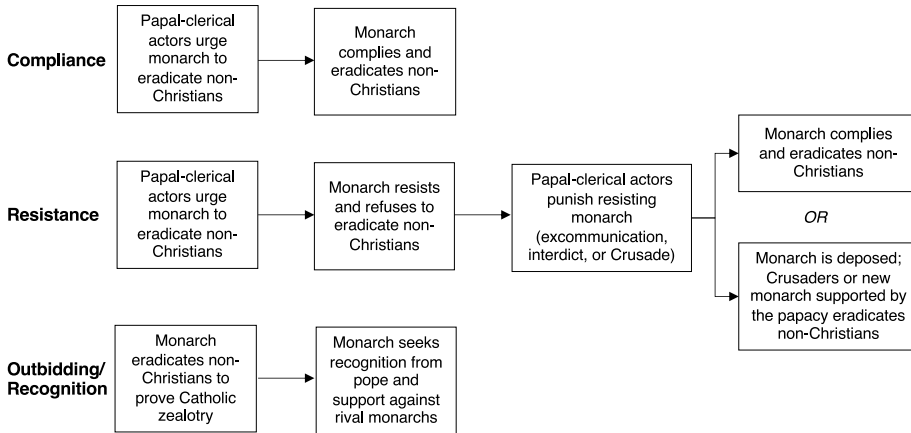 Compliance
Papal-clerical
actors urge
monarch to
eradicate non-
Christians
Monarch
complies and
eradicates non-
Christians
Resistance
Papal-clerical
actors urge
monarch to
eradicate non-
Christians
Monarch resists
and refuses to
eradicate non-
Christians
Papal-clerical actors
punish resisting
monarch
(excommunication,
interdict, or Crusade)
Monarch complies
and eradicates non-
Christians
OR
Monarch is deposed;
Crusaders or new
monarch supported by
the papacy eradicates
non-Christians
Outbidding/
Recognition
Monarch
eradicates non-
Christians to
prove Catholic
zealotry
Monarch seeks
recognition from
pope and
support against
rival monarchs